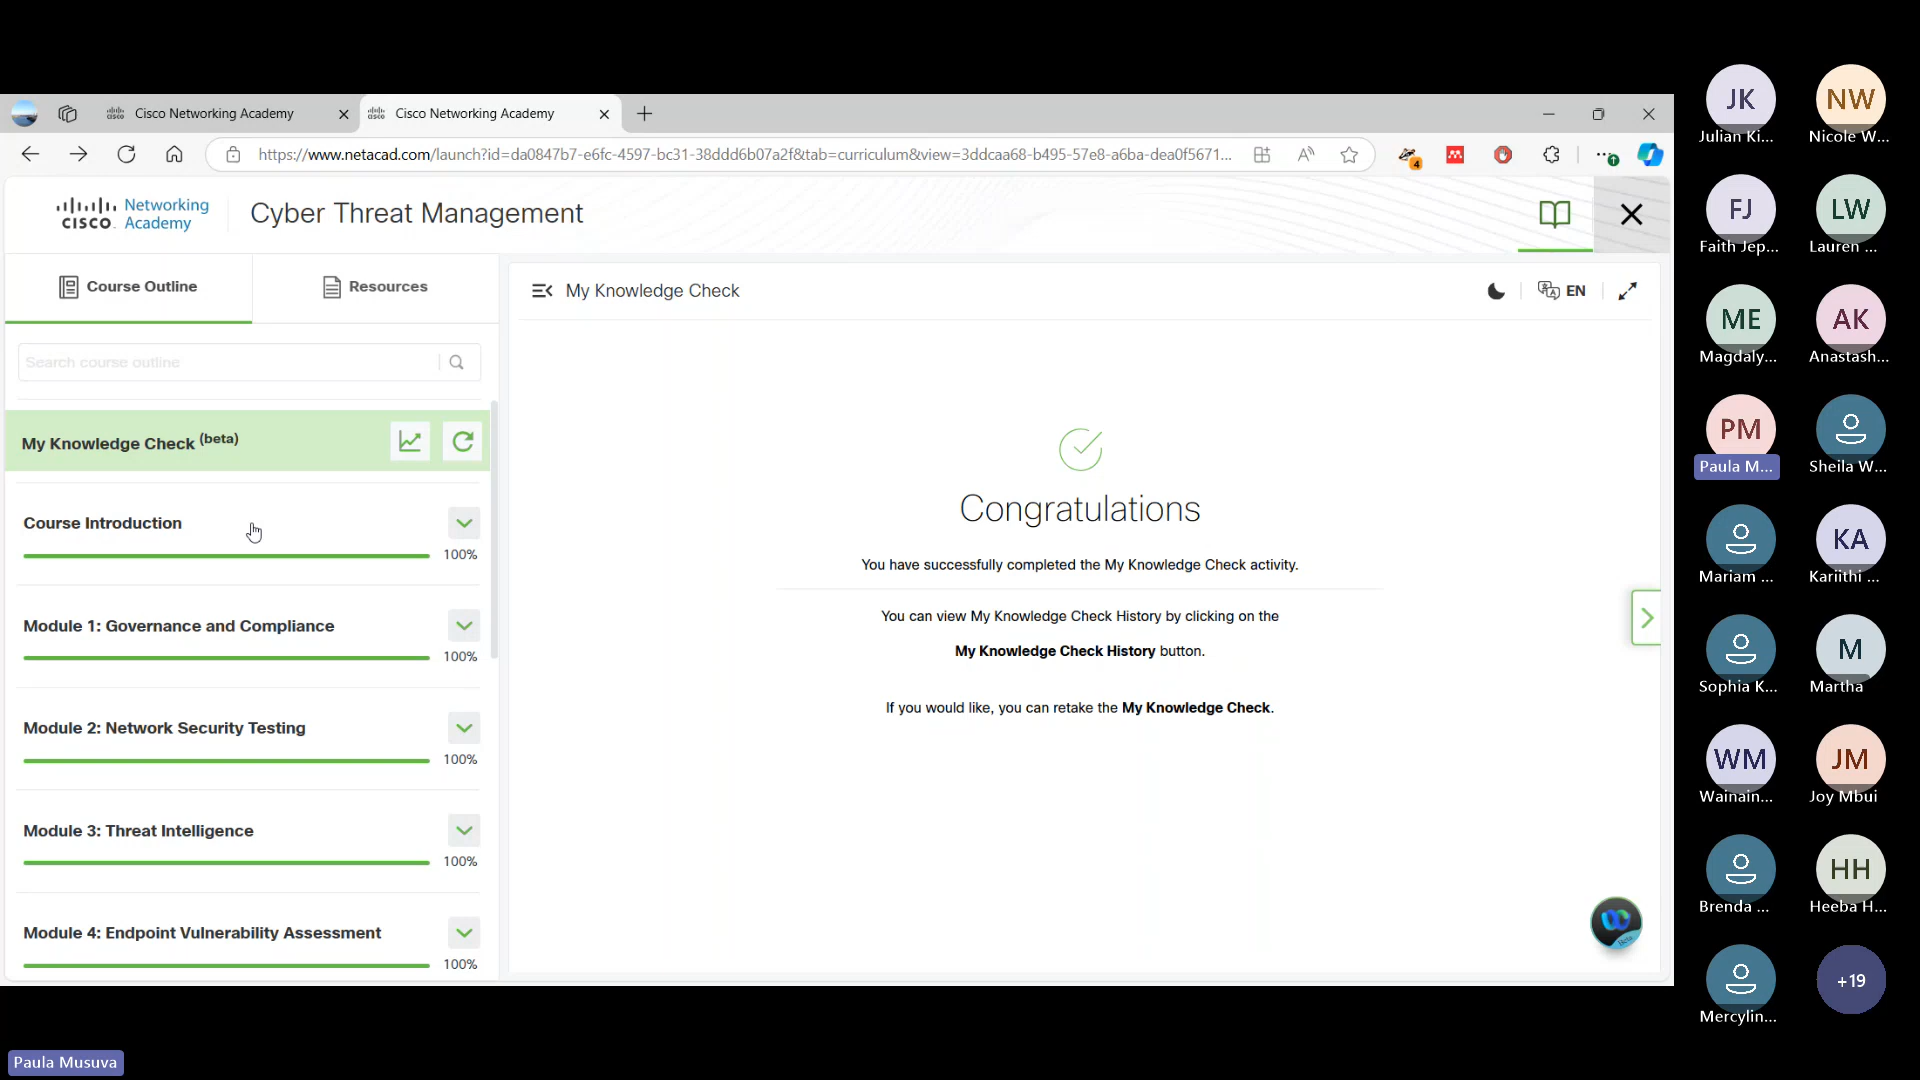 Cisco Networking Academy
Cisco Networking Academy
https://www.netacad.com/launch?id=da0847b7-e6fc-4597-bc31-38ddd6b07a2f&tab=curriculum&view=3ddcaa68-b495-57e8-a6ba-dea0f5671...
4
CISCO Networking Academy
Cyber Threat Management
Course Outline
Resources
Search course outline
My Knowledge Check (beta)
Course Introduction
100%
Module 1: Governance and Compliance
100%
Module 2: Network Security Testing
100%
Module 3: Threat Intelligence
100%
Module 4: Endpoint Vulnerability Assessment
100%
My Knowledge Check
EN
Congratulations
You have successfully completed the My Knowledge Check activity.
You can view My Knowledge Check History by clicking on the
My Knowledge Check History button.
If you would like, you can retake the My Knowledge Check.
Beta
JK
Julian Ki...
NW
Nicole W...
FJ
Faith Jep...
LW
Lauren ...
ME
Magdaly...
AK
Anastash...
PM
Paula M...
Sheila W...
Mariam ...
KA
Kariithi ...
Sophia K...
M
Martha
WM
Wainain...
JM
Joy Mbui
Brenda ...
HH
Heeba H...
Mercylin...
+19
Paula Musuva